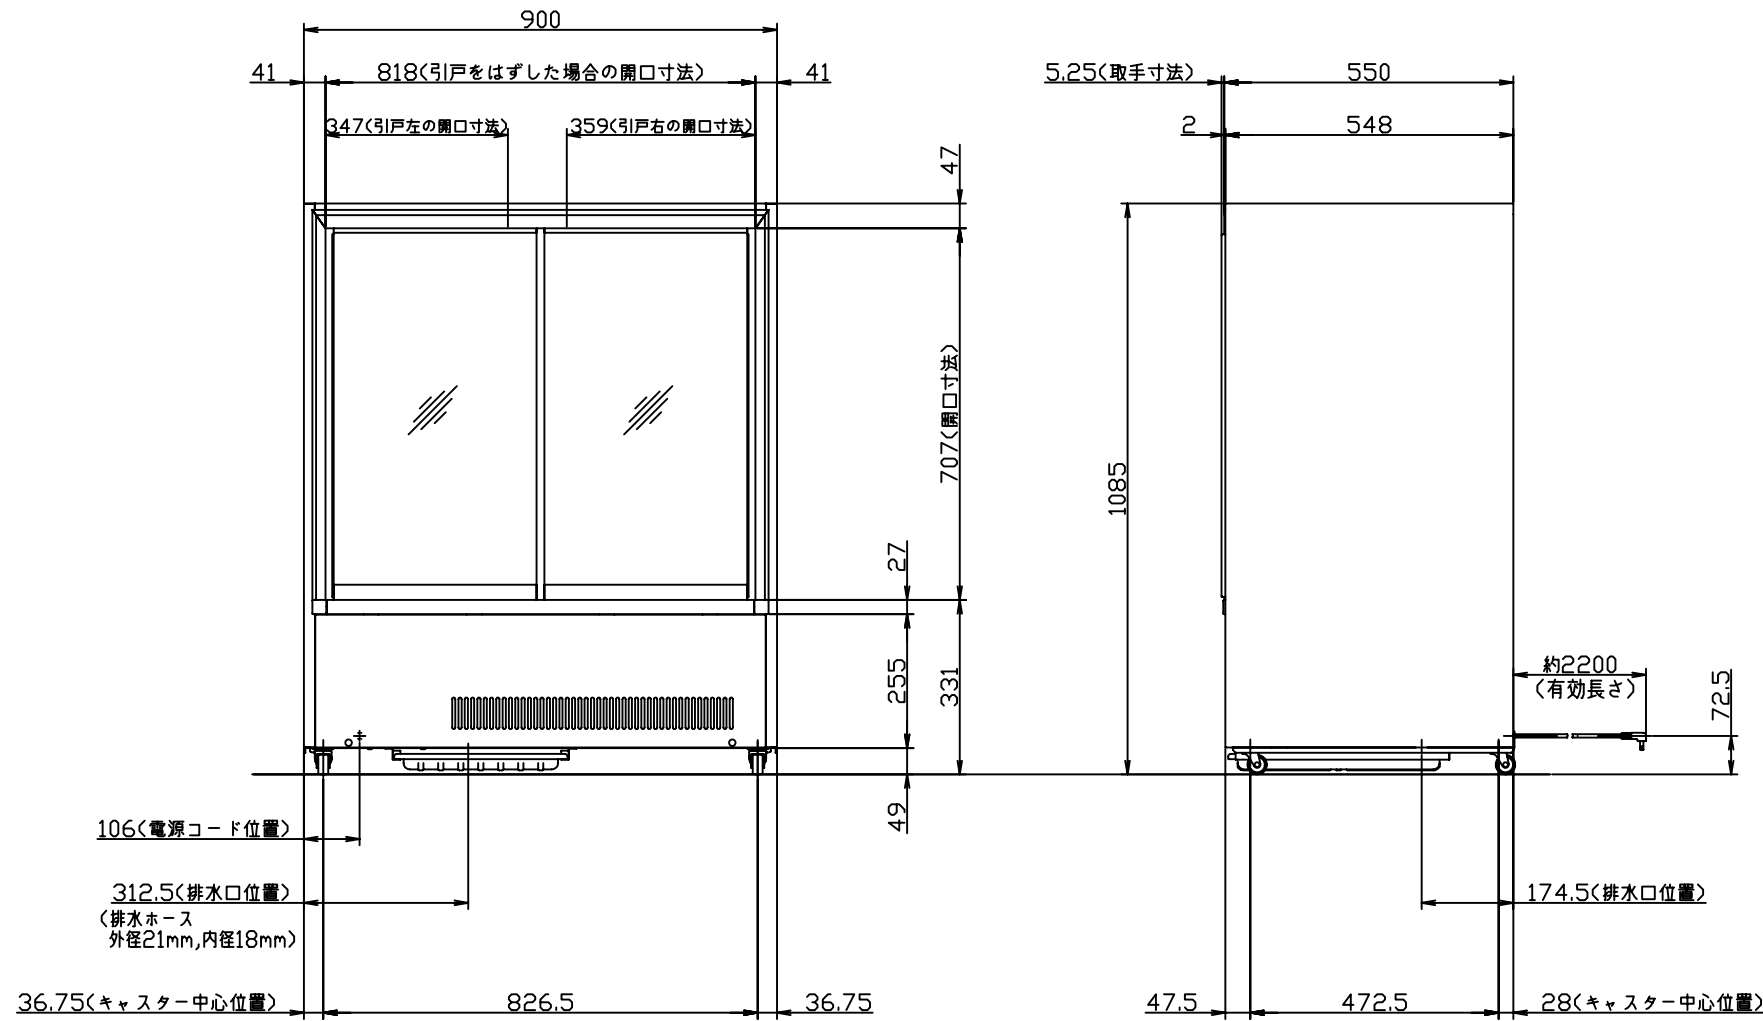 900
41
818(引戸をはずした場合の開口寸法)
41
347(引戸左の開口寸法)
359(引戸右の開口寸法)
47
707(開口寸法)
27
255
331
49
106(電源コード位置)
312.5(排水口位置)
(排水ホース
外径21mm,内径18mm)
36.75(キャスター中心位置)
826.5
36.75
5.25(取手寸法)
550
2
548
1085
約2200
(有効長さ)
72.5
174.5(排水口位置)
47.5
472.5
28(キャスター中心位置)